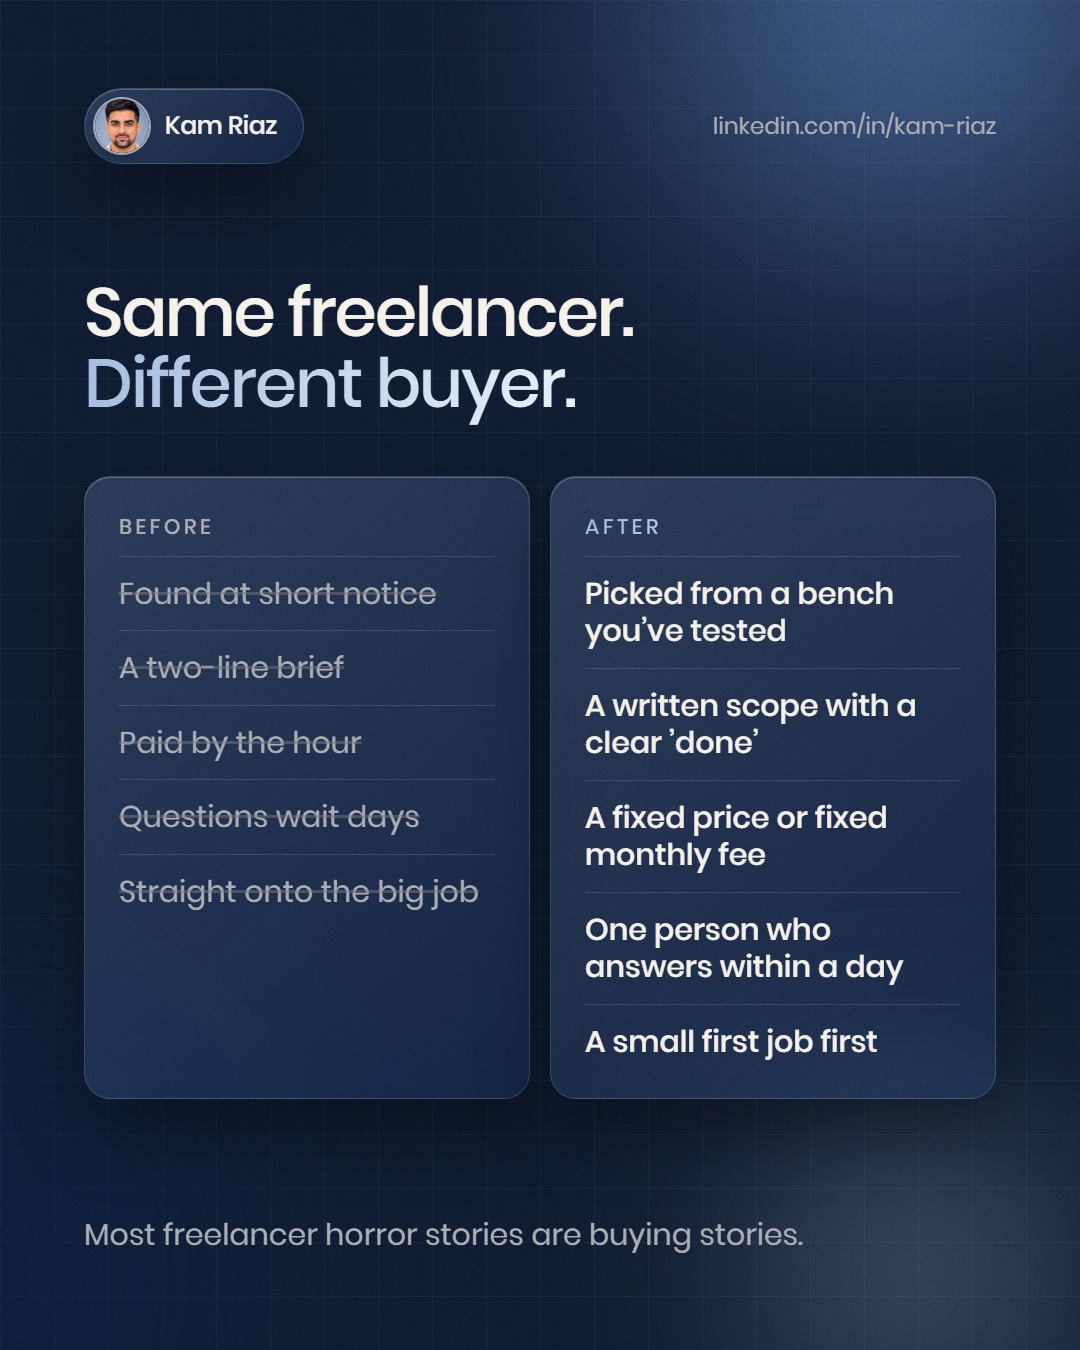 Kam Riaz
linkedin.com/in/kam-riaz
Same freelancer.
Different buyer.
BEFORE
Found at short notice
A two-line brief
Paid by the hour
Questions wait days
Straight onto the big job
AFTER
Picked from a bench
you’ve tested
A written scope with a
clear ’done’
A fixed price or fixed
monthly fee
One person who
answers within a day
A small first job first
Most freelancer horror stories are buying stories.